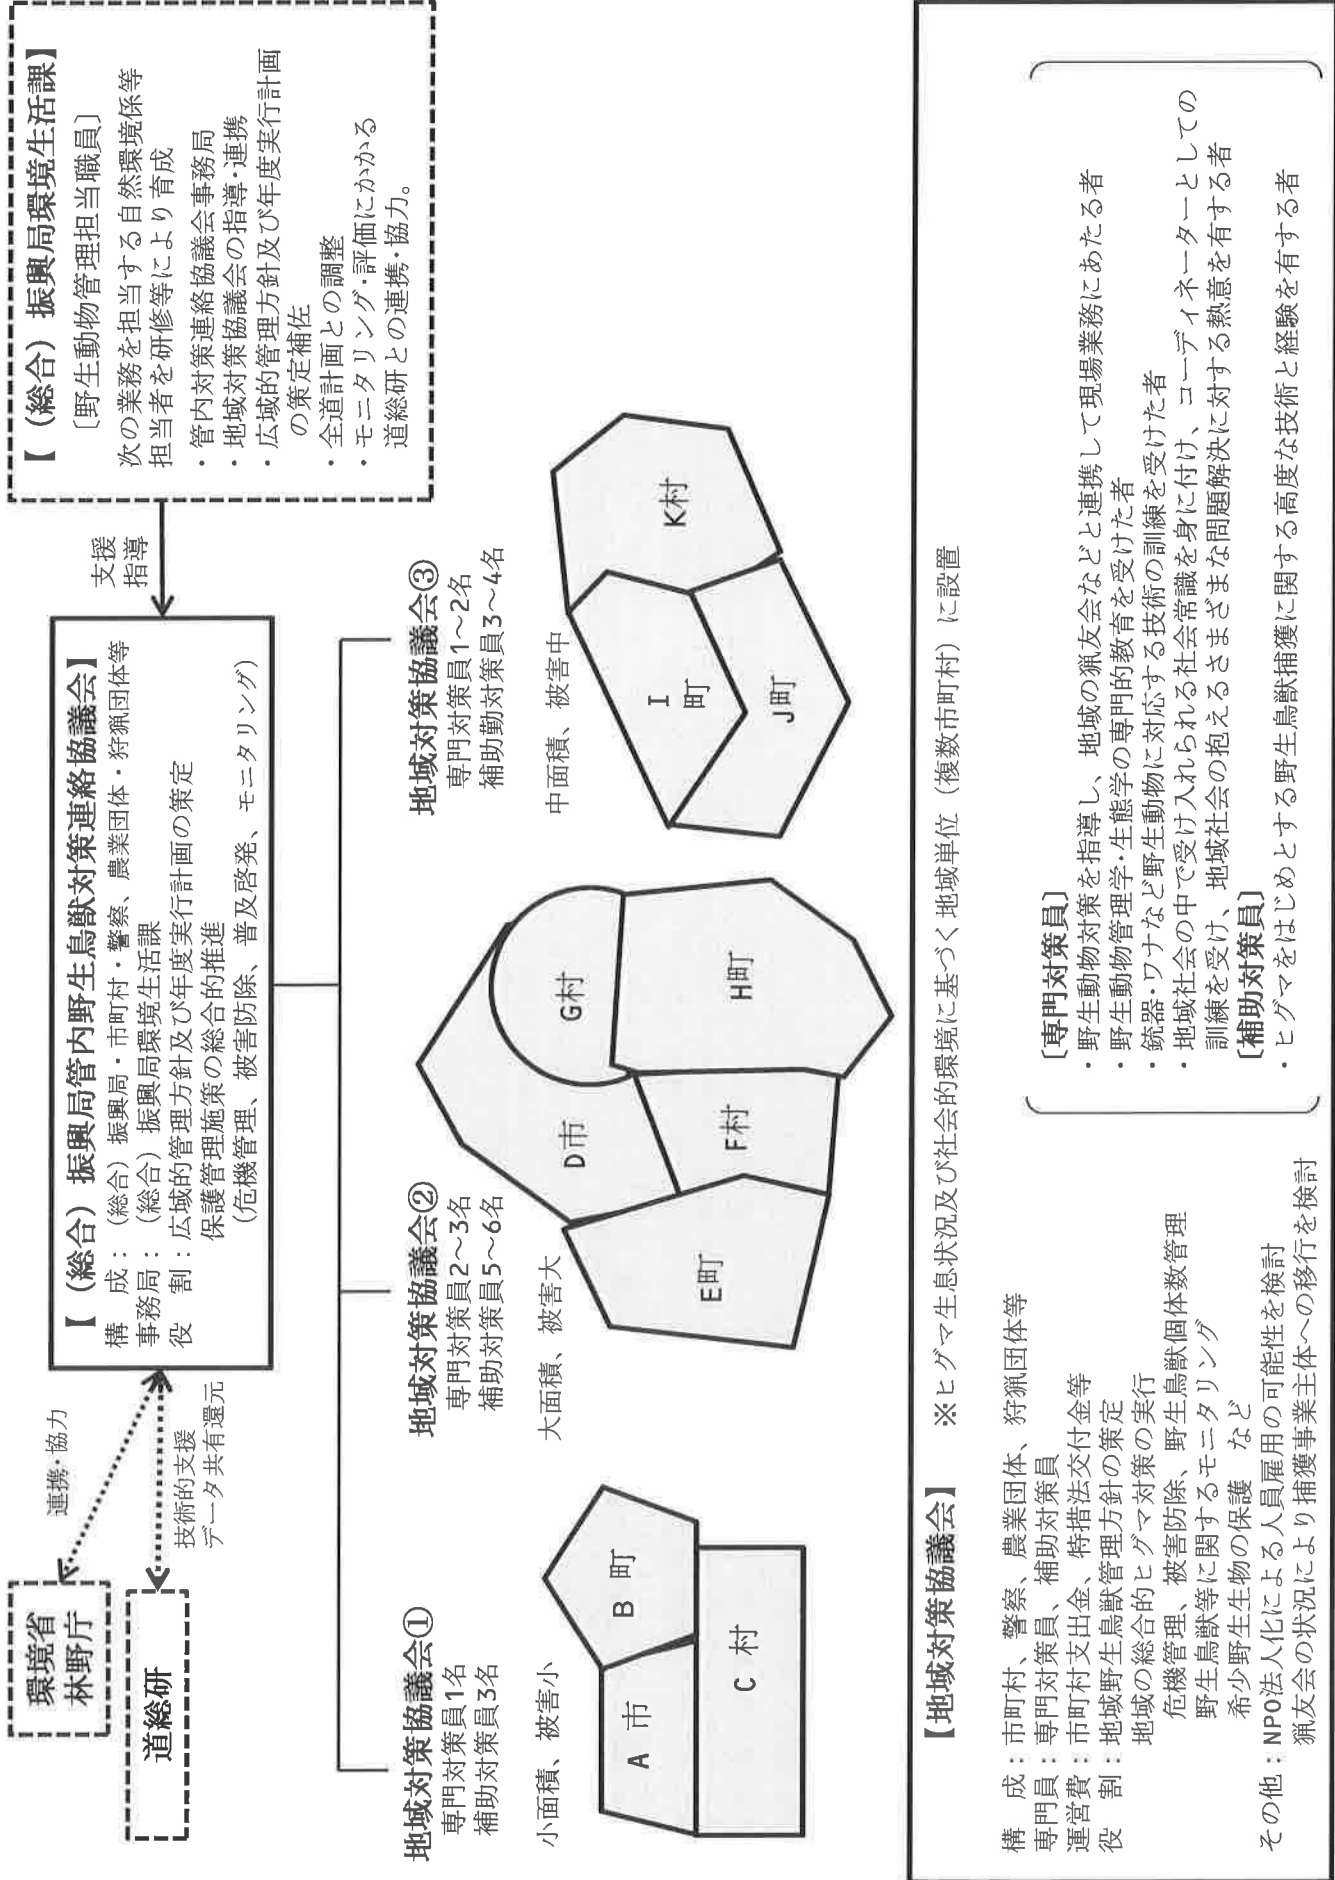 環境省
林野庁
連携・協力
道総研
技術的支援
データ共有還元
【（総合）振興局管内野生鳥獣対策連絡協議会】
構　成：（総合）振興局・市町村・警察、農業団体・狩猟団体等
事務局：（総合）振興局環境生活課
役　割：広域的管理方針及び年度実行計画の策定
保護管理施策の総合的推進
（危機管理、被害防除、普及啓発、モニタリング）
支援
指導
【（総合）振興局環境生活課】
〔野生動物管理担当職員〕
次の業務を担当する自然環境係等
担当者を研修等により育成
・管内対策連絡協議会事務局
・地域対策協議会の指導・連携
・広域的管理方針及び年度実行計画
の策定補佐
・全道計画との調整
・モニタリング・評価にかかる
道総研との連携・協力。
地域対策協議会①
専門対策員1名
補助対策員3名
小面積、被害小
A 市
B 町
C 村
地域対策協議会②
専門対策員2～3名
補助対策員5～6名
大面積、被害大
D市
E町
F村
G村
H町
地域対策協議会③
専門対策員1～2名
補助勤対策員3～4名
中面積、被害中
I
町
J町
K村
【地域対策協議会】　※ヒグマ生息状況及び社会的環境に基づく地域単位（複数市町村）に設置
構　成：市町村、警察、農業団体、狩猟団体等
専門員：専門対策員、補助対策員
運営費：市町村支出金、特措法交付金等
役　割：地域野生鳥獣管理方針の策定
地域の総合的ヒグマ対策の実行
危機管理、被害防除、野生鳥獣個体数管理
野生鳥獣等に関するモニタリング
希少野生生物の保護　など
その他：NPO法人化による人員雇用の可能性を検討
猟友会の状況により捕獲事業主体への移行を検討
〔専門対策員〕
・野生動物対策を指導し、地域の猟友会などと連携して現場業務にあたる者
・野生動物管理学・生態学の専門的教育を受けた者
・銃器・ワナなど野生動物に対応する技術の訓練を受けた者
・地域社会の中で受け入れられる社会常識を身に付け、コーディネーターとしての
訓練を受け、地域社会の抱えるさまざまな問題解決に対する熱意を有する者
〔補助対策員〕
・ヒグマをはじめとする野生鳥獣捕獲に関する高度な技術と経験を有する者